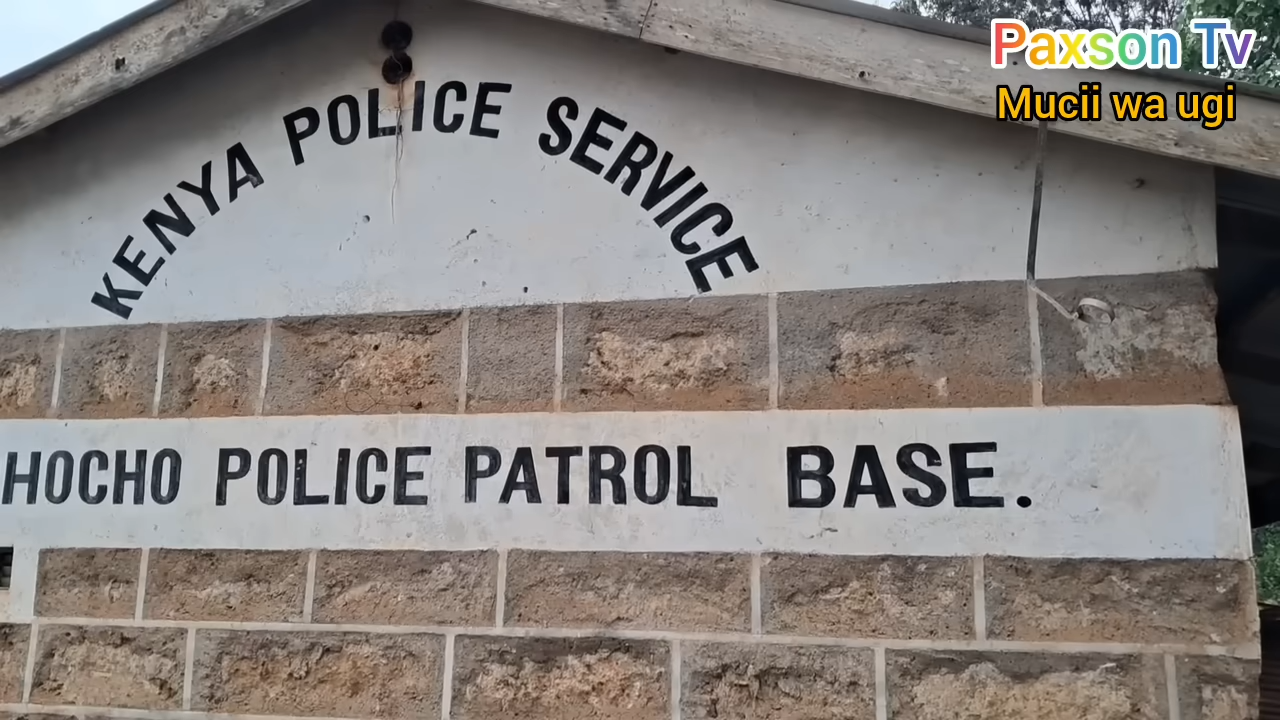 Paxson Tv
Mucii wa ugi
KENYA POLICE SERVICE
HOCHO POLICE PATROL BASE.